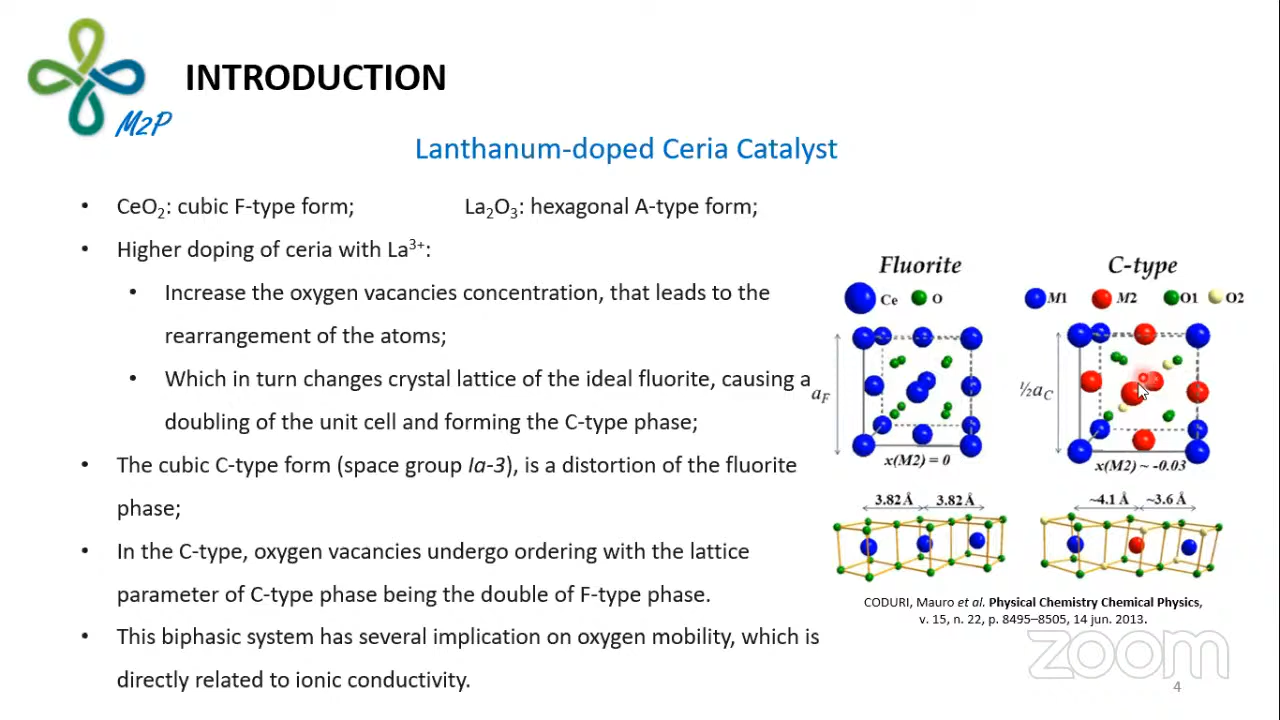 INTRODUCTION
M2P
Lanthanum-doped Ceria Catalyst
• CeO₂: cubic F-type form; La₂O₃: hexagonal A-type form;
• Higher doping of ceria with La³⁺:
• Increase the oxygen vacancies concentration, that leads to the
rearrangement of the atoms;
• Which in turn changes crystal lattice of the ideal fluorite, causing a
doubling of the unit cell and forming the C-type phase;
• The cubic C-type form (space group Ia-3), is a distortion of the fluorite
phase;
• In the C-type, oxygen vacancies undergo ordering with the lattice
parameter of C-type phase being the double of F-type phase.
• This biphasic system has several implication on oxygen mobility, which is
directly related to ionic conductivity.
Fluorite C-type
Ce O M1 M2 O1 O2
aF ½aC
x(M2) = 0 x(M2) ~ -0.03
3.82 Å 3.82 Å ~4.1 Å ~3.6 Å
CODURI, Mauro et al. Physical Chemistry Chemical Physics,
v. 15, n. 22, p. 8495–8505, 14 jun. 2013.
zoom
4